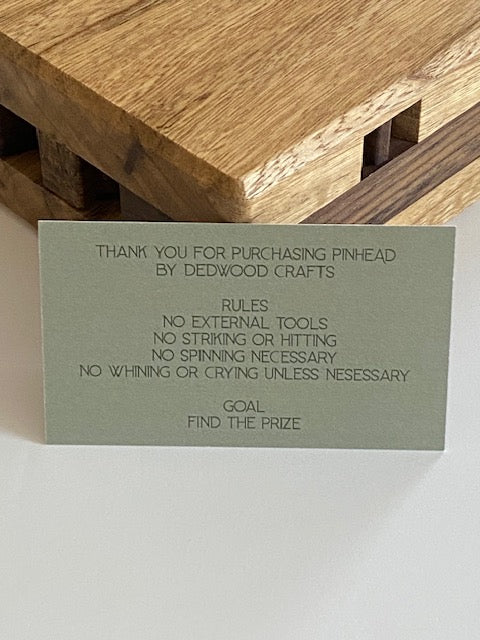 THANK YOU FOR PURCHASING PINHEAD
BY DEDWOOD CRAFTS
RULES
NO EXTERNAL TOOLS
NO STRIKING OR HITTING
NO SPINNING NECESSARY
NO WHINING OR CRYING UNLESS NESESSARY
GOAL
FIND THE PRIZE